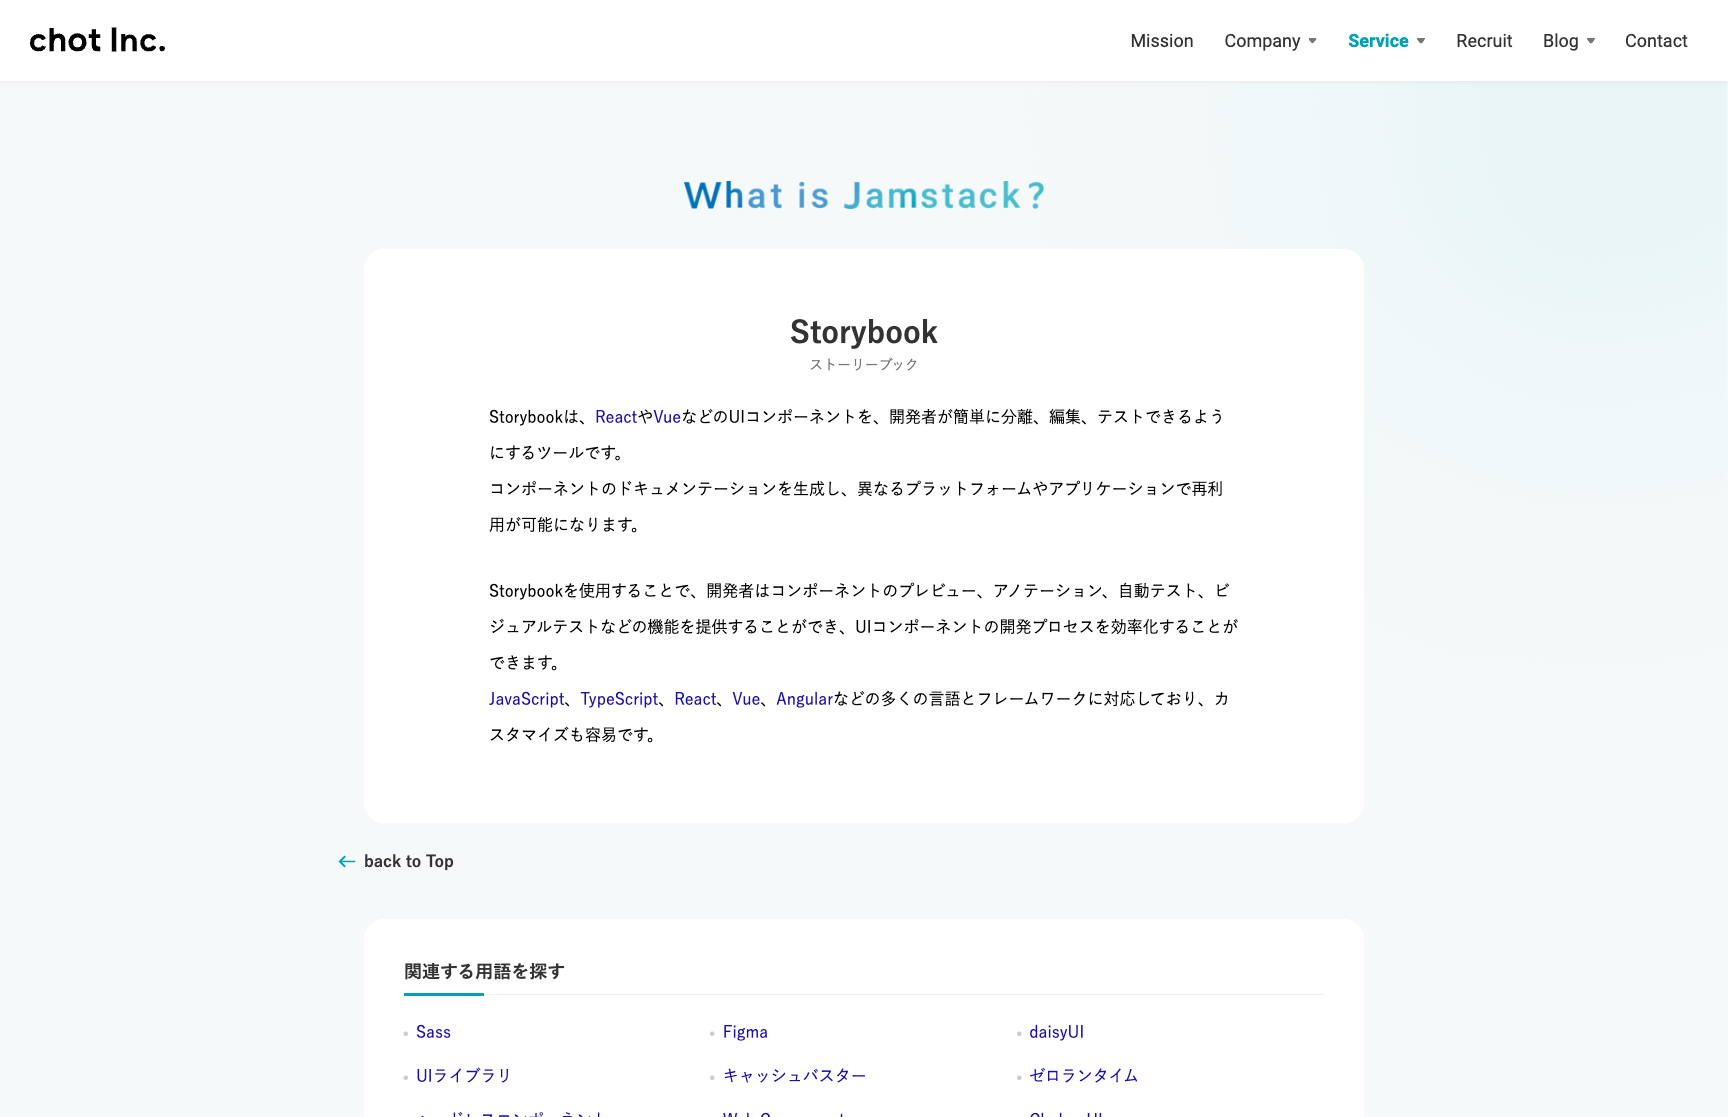 chot Inc.
Mission Company Service Recruit Blog Contact
What is Jamstack?
Storybook
ストーリーブック
Storybookは、ReactやVueなどのUIコンポーネントを、開発者が簡単に分離、編集、テストできるよう
にするツールです。
コンポーネントのドキュメンテーションを生成し、異なるプラットフォームやアプリケーションで再利
用が可能になります。
Storybookを使用することで、開発者はコンポーネントのプレビュー、アノテーション、自動テスト、ビ
ジュアルテストなどの機能を提供することができ、UIコンポーネントの開発プロセスを効率化することが
できます。
JavaScript、TypeScript、React、Vue、Angularなどの多くの言語とフレームワークに対応しており、カ
スタマイズも容易です。
back to Top
関連する用語を探す
Sass Figma daisyUI
UIライブラリ キャッシュバスター ゼロランタイム